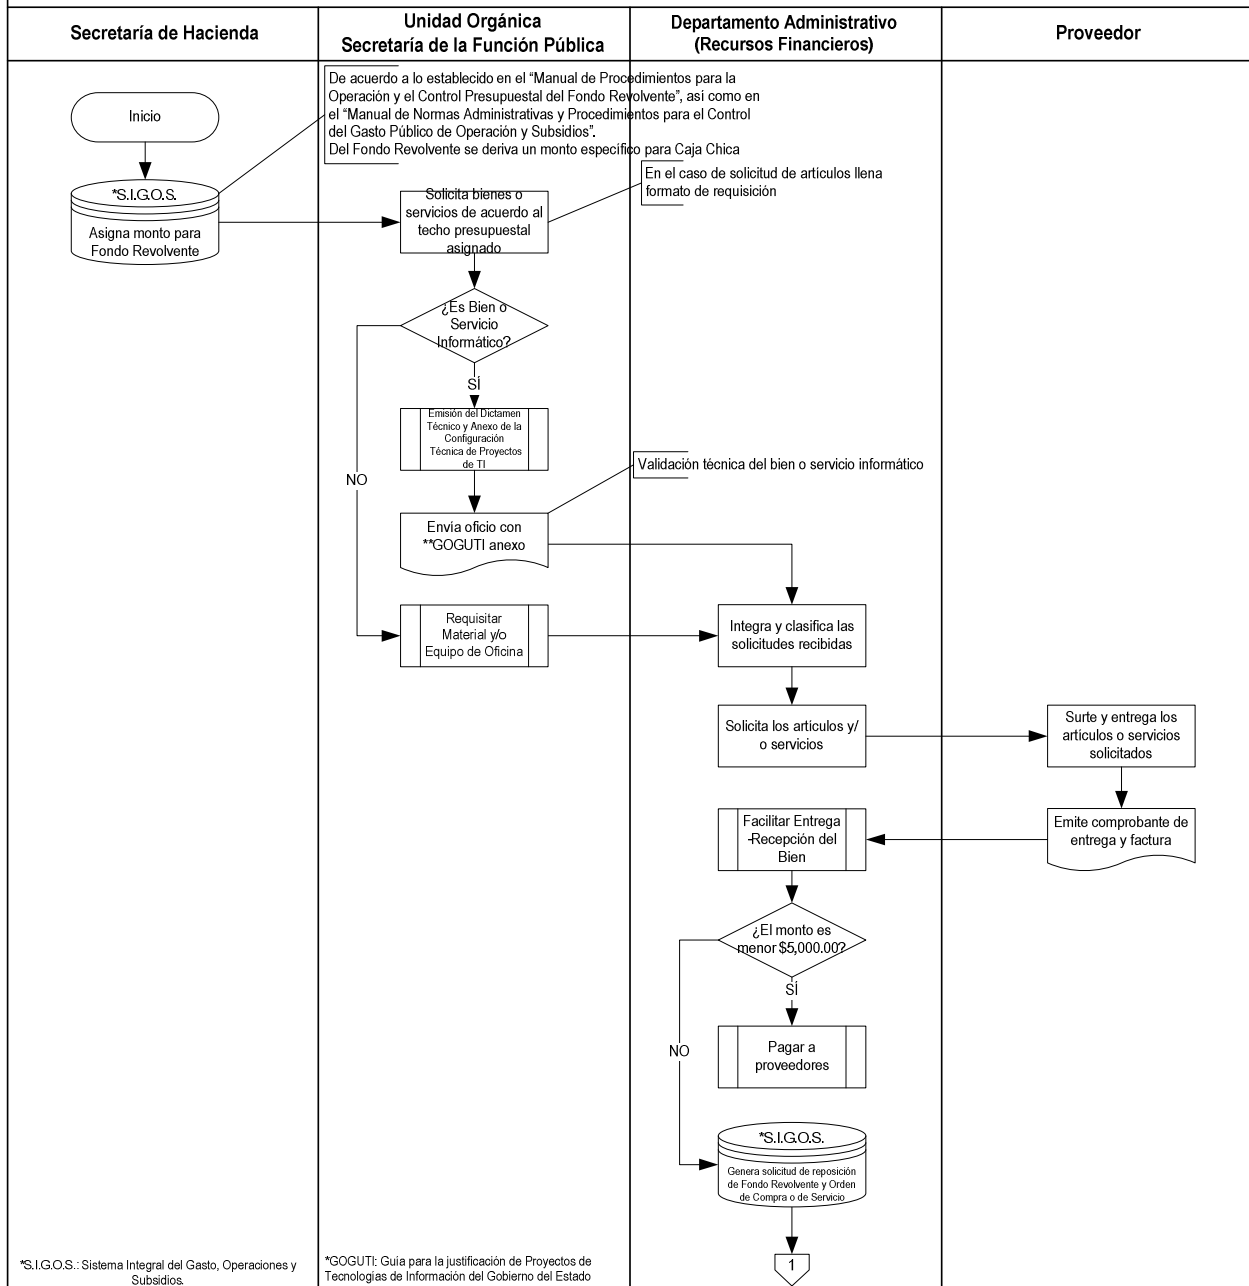 Secretaría de Hacienda
Unidad Orgánica
Secretaría de la Función Pública
Departamento Administrativo
(Recursos Financieros)
Proveedor
De acuerdo a lo establecido en el “Manual de Procedimientos para la
Operación y el Control Presupuestal del Fondo Revolvente”, así como en
el “Manual de Normas Administrativas y Procedimientos para el Control
del Gasto Público de Operación y Subsidios”.
Del Fondo Revolvente se deriva un monto específico para Caja Chica
Inicio
*S.I.G.O.S.
Asigna monto para
Fondo Revolvente
En el caso de solicitud de artículos llena
formato de requisición
Solicita bienes o
servicios de acuerdo al
techo presupuestal
asignado
¿Es Bien o
Servicio
Informático?
SÍ
NO
Emisión del Dictamen
Técnico y Anexo de la
Configuración
Técnica de Proyectos
de TI
Validación técnica del bien o servicio informático
Envía oficio con
**GOGUTI anexo
Requisitar
Material y/o
Equipo de Oficina
Integra y clasifica las
solicitudes recibidas
Solicita los artículos y/
o servicios
Surte y entrega los
artículos o servicios
solicitados
Emite comprobante de
entrega y factura
Facilitar Entrega
-Recepción del
Bien
¿El monto es
menor $5,000.00?
SÍ
NO
Pagar a
proveedores
*S.I.G.O.S.
Genera solicitud de reposición
de Fondo Revolvente y Orden
de Compra o de Servicio
1
*S.I.G.O.S.: Sistema Integral del Gasto, Operaciones y
Subsidios.
*GOGUTI: Guía para la justificación de Proyectos de
Tecnologías de Información del Gobierno del Estado